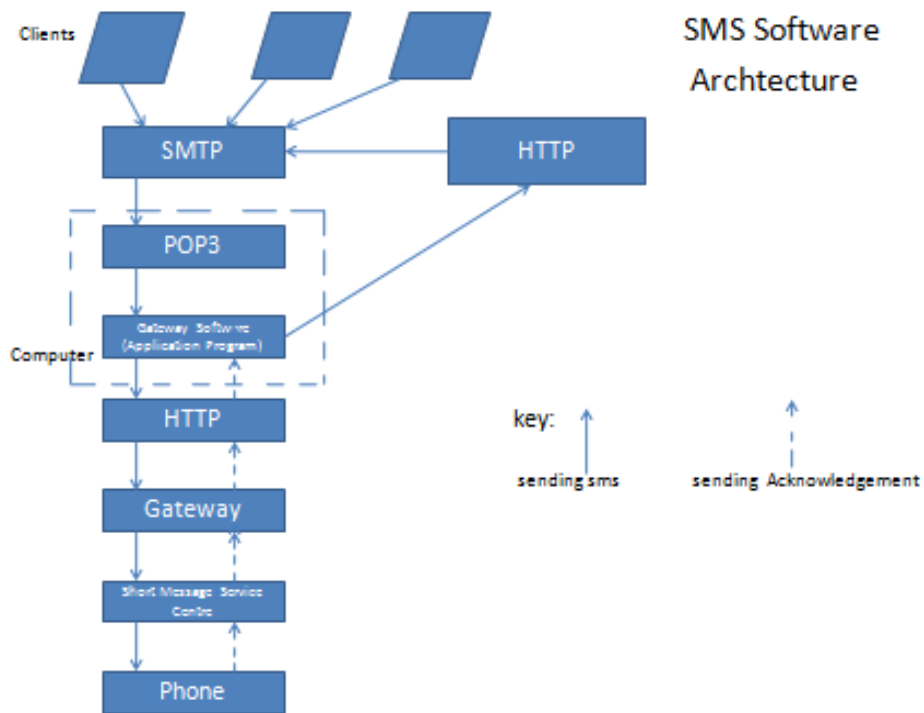 Clients
SMS Software
Archtecture
SMTP
HTTP
POP3
Gateway Software
(Application Program)
Computer
HTTP
key:
sending sms
sending Acknowledgement
Gateway
Short Message Service
Centre
Phone